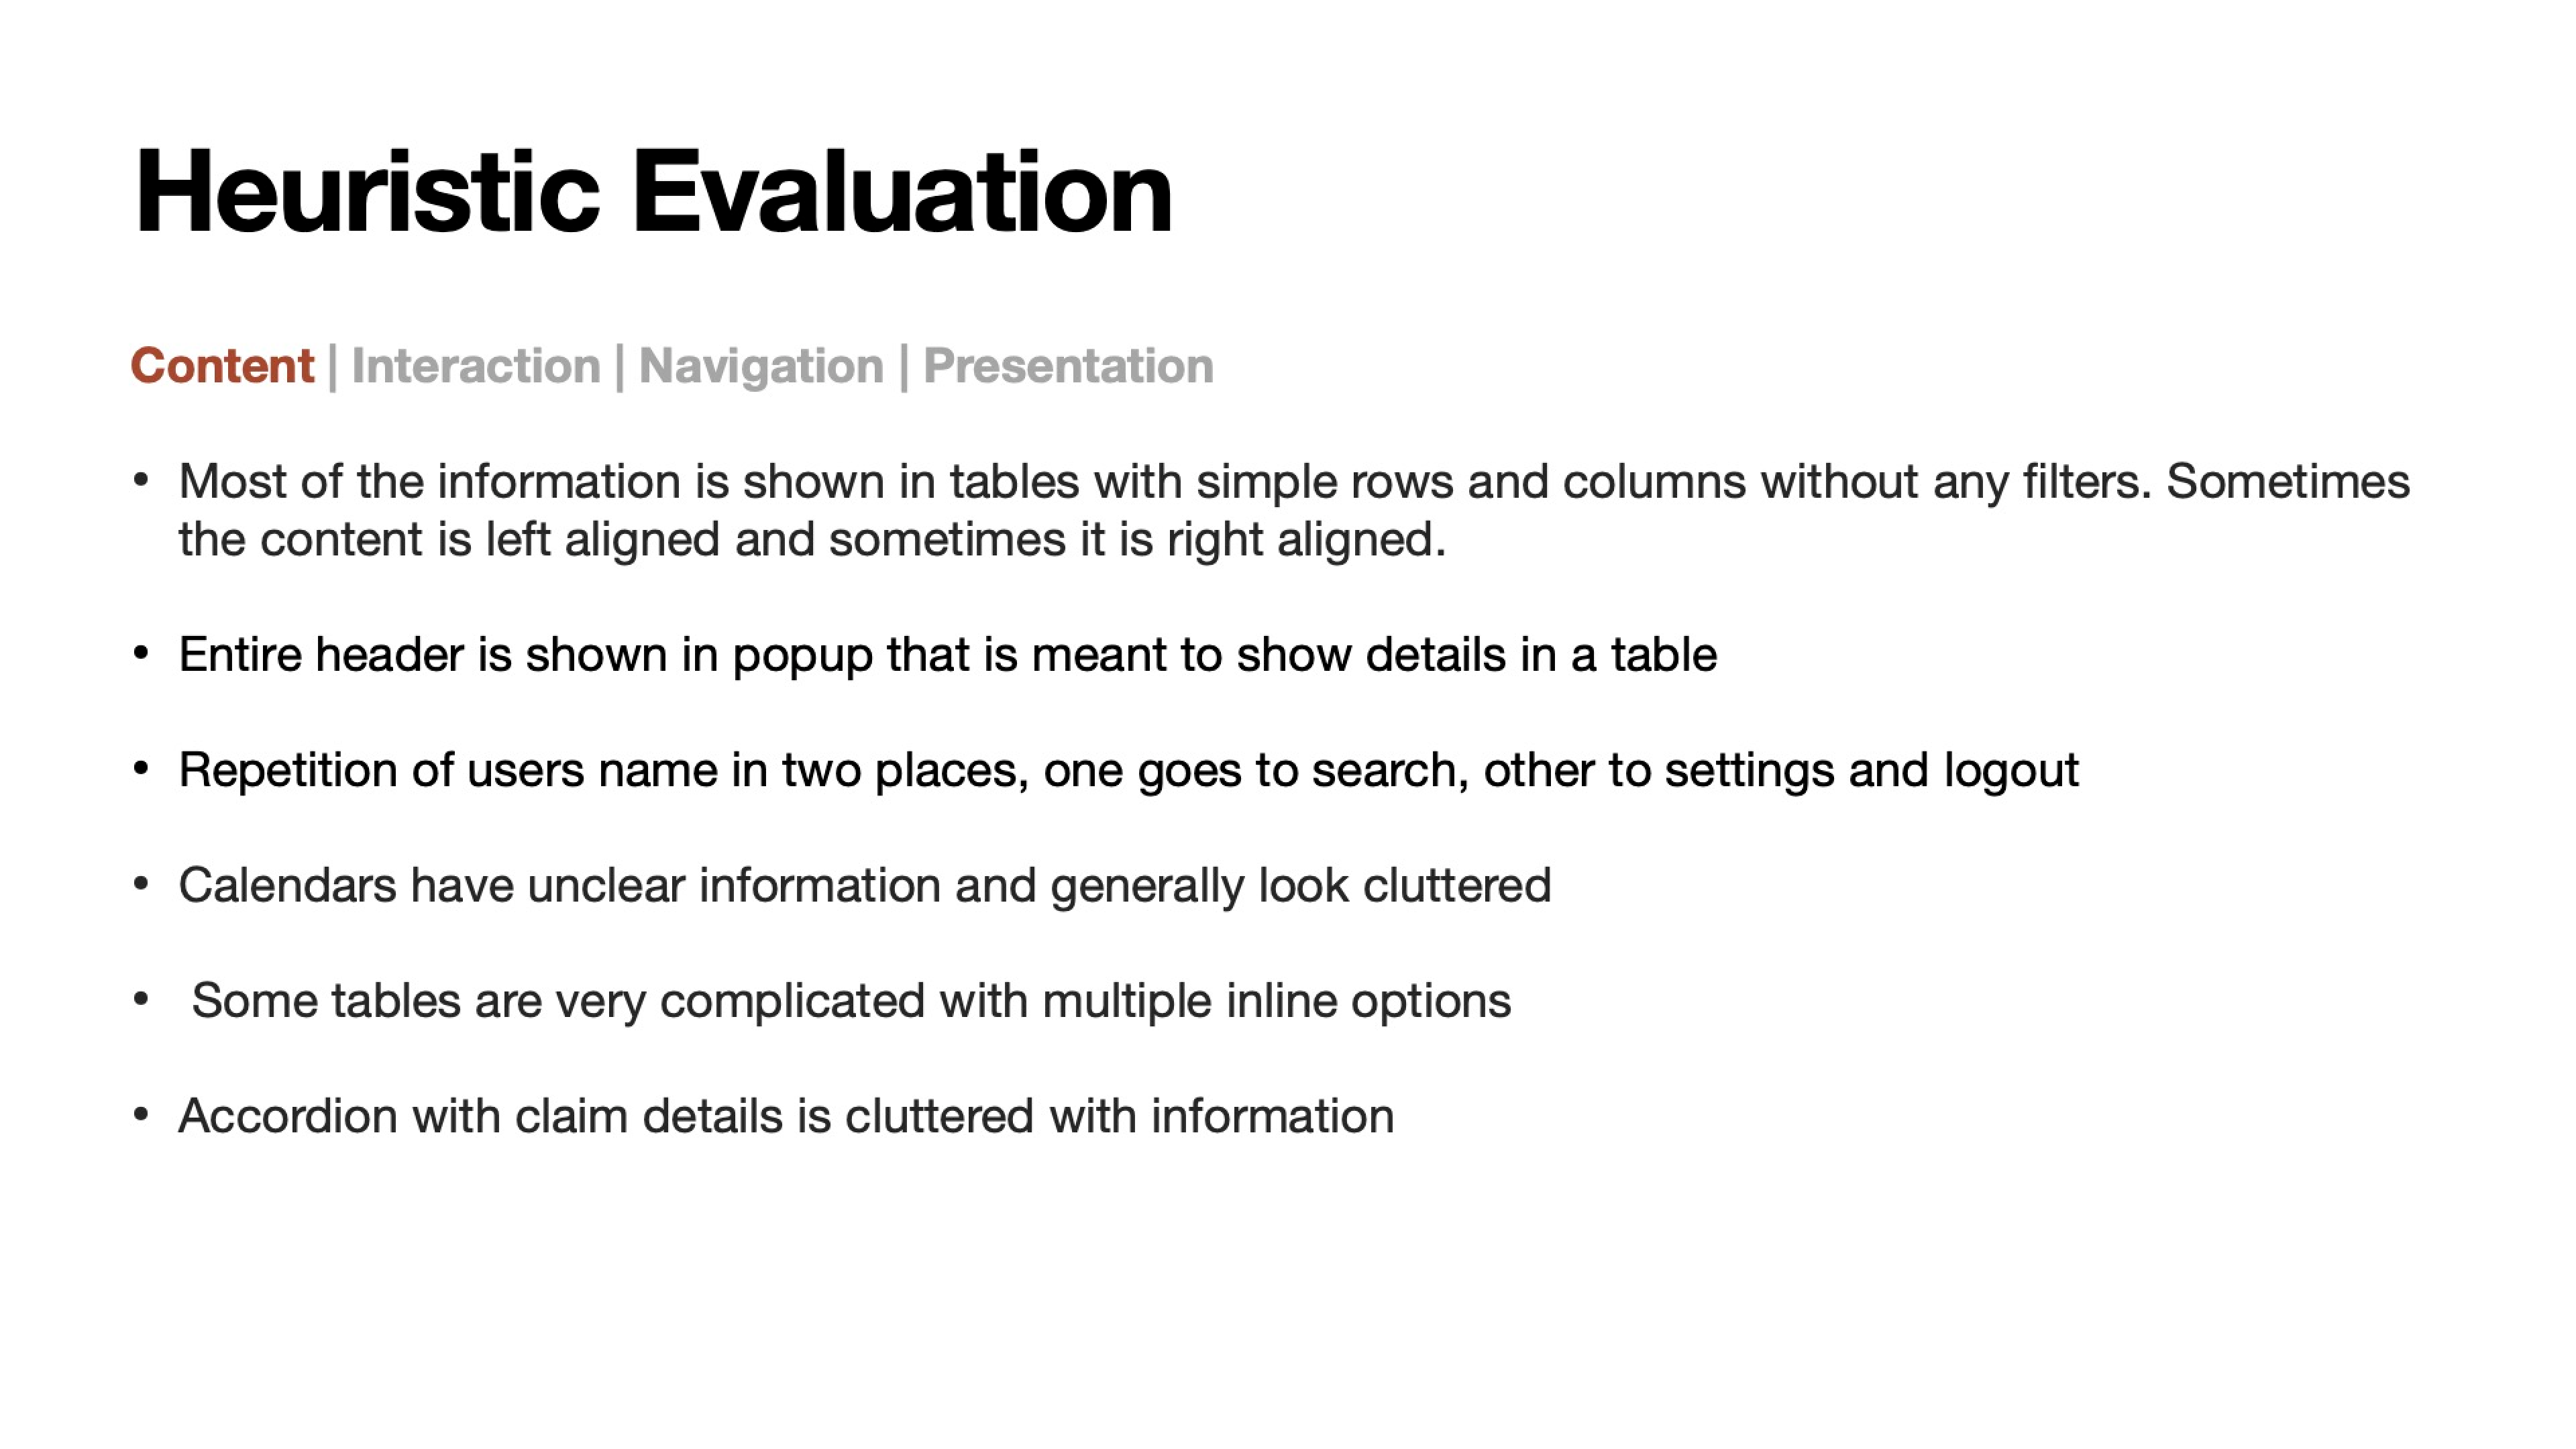 Heuristic Evaluation
Content | Interaction | Navigation | Presentation
• Most of the information is shown in tables with simple rows and columns without any filters. Sometimes
the content is left aligned and sometimes it is right aligned.
• Entire header is shown in popup that is meant to show details in a table
• Repetition of users name in two places, one goes to search, other to settings and logout
• Calendars have unclear information and generally look cluttered
• Some tables are very complicated with multiple inline options
• Accordion with claim details is cluttered with information